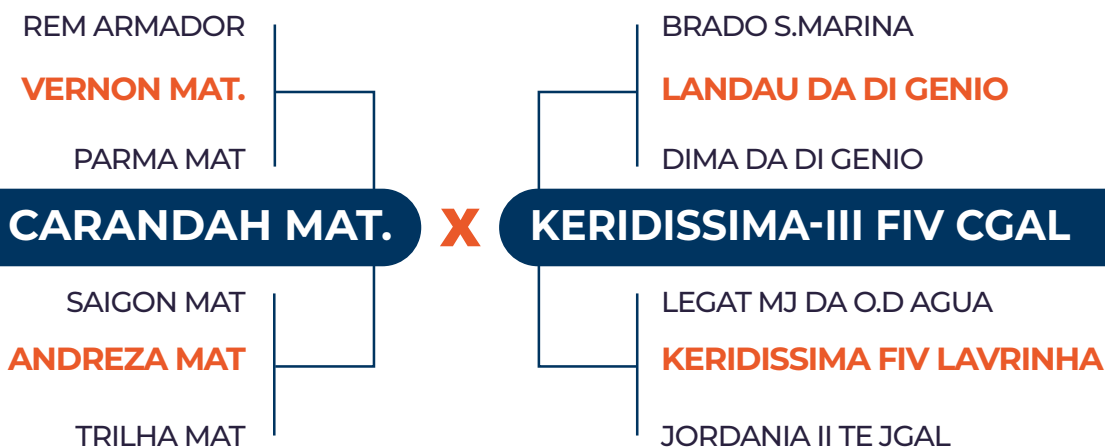 REM ARMADOR
VERNON MAT.
PARMA MAT
CARANDAH MAT.
SAIGON MAT
ANDREZA MAT
TRILHA MAT
X
BRADO S.MARINA
LANDAU DA DI GENIO
DIMA DA DI GENIO
KERIDISSIMA-III FIV CGAL
LEGAT MJ DA O.D AGUA
KERIDISSIMA FIV LAVRINHA
JORDANIA II TE JGAL